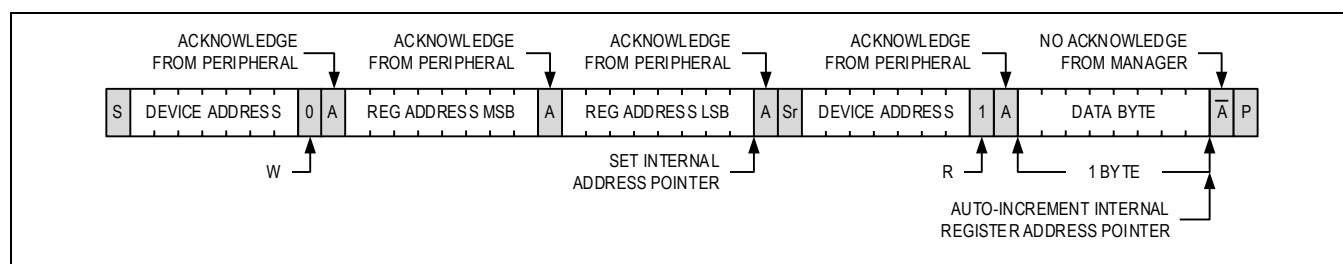 ACKNOWLEDGE
FROM PERIPHERAL
ACKNOWLEDGE
FROM PERIPHERAL
ACKNOWLEDGE
FROM PERIPHERAL
ACKNOWLEDGE
FROM PERIPHERAL
NO ACKNOWLEDGE
FROM MANAGER
S DEVICE ADDRESS 0 A REG ADDRESS MSB A REG ADDRESS LSB A Sr DEVICE ADDRESS 1 A DATA BYTE A̅ P
W
SET INTERNAL
ADDRESS POINTER
R
1 BYTE
AUTO-INCREMENT INTERNAL
REGISTER ADDRESS POINTER